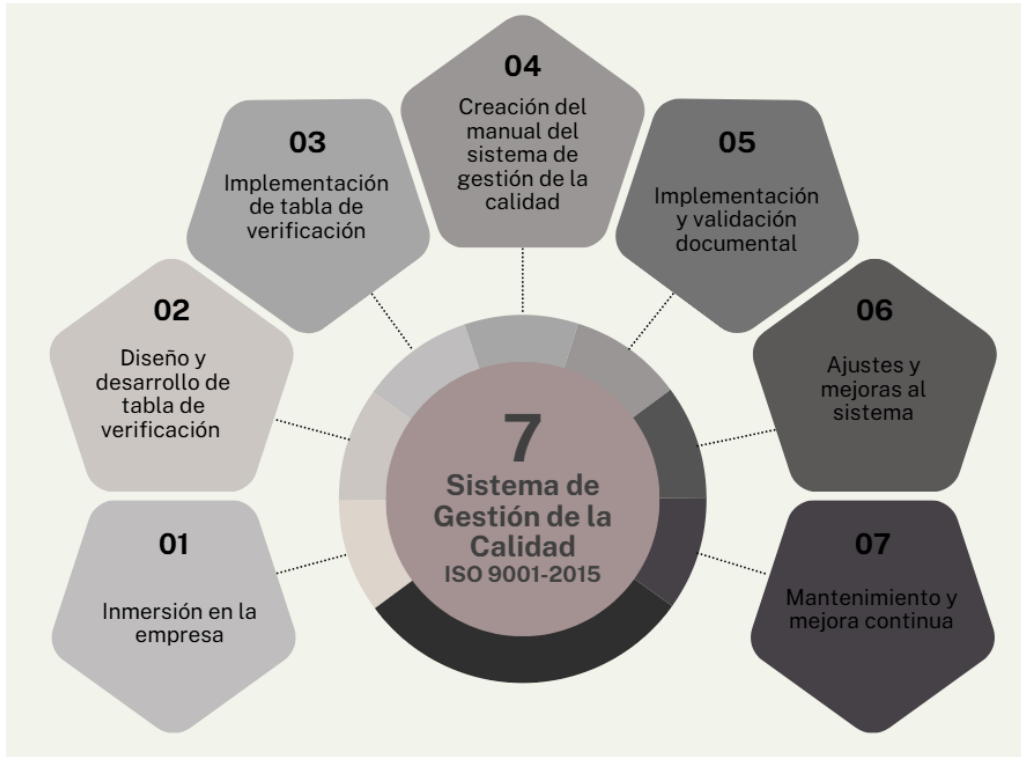 01
Inmersión en la
empresa
02
Diseño y
desarrollo de
tabla de
verificación
03
Implementación
de tabla de
verificación
04
Creación del
manual del
sistema de
gestión de la
calidad
05
Implementación
y validación
documental
06
Ajustes y
mejoras al
sistema
07
Mantenimiento y
mejora continua
7
Sistema de
Gestión de la
Calidad
ISO 9001-2015